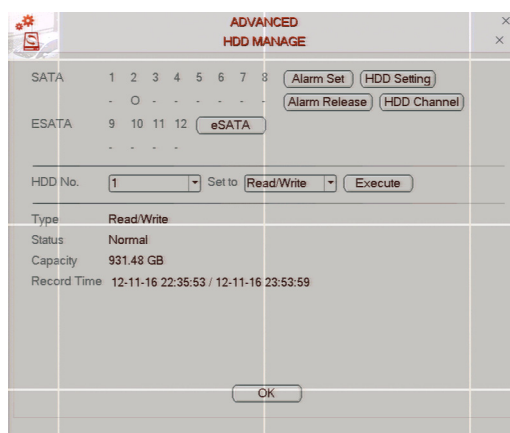 ADVANCED
HDD MANAGE
SATA 1 2 3 4 5 6 7 8 Alarm Set HDD Setting
- O - - - - - - Alarm Release HDD Channel
ESATA 9 10 11 12 eSATA
- - - -
HDD No. 1 Set to Read/Write Execute
Type Read/Write
Status Normal
Capacity 931.48 GB
Record Time 12-11-16 22:35:53 / 12-11-16 23:53:59
OK